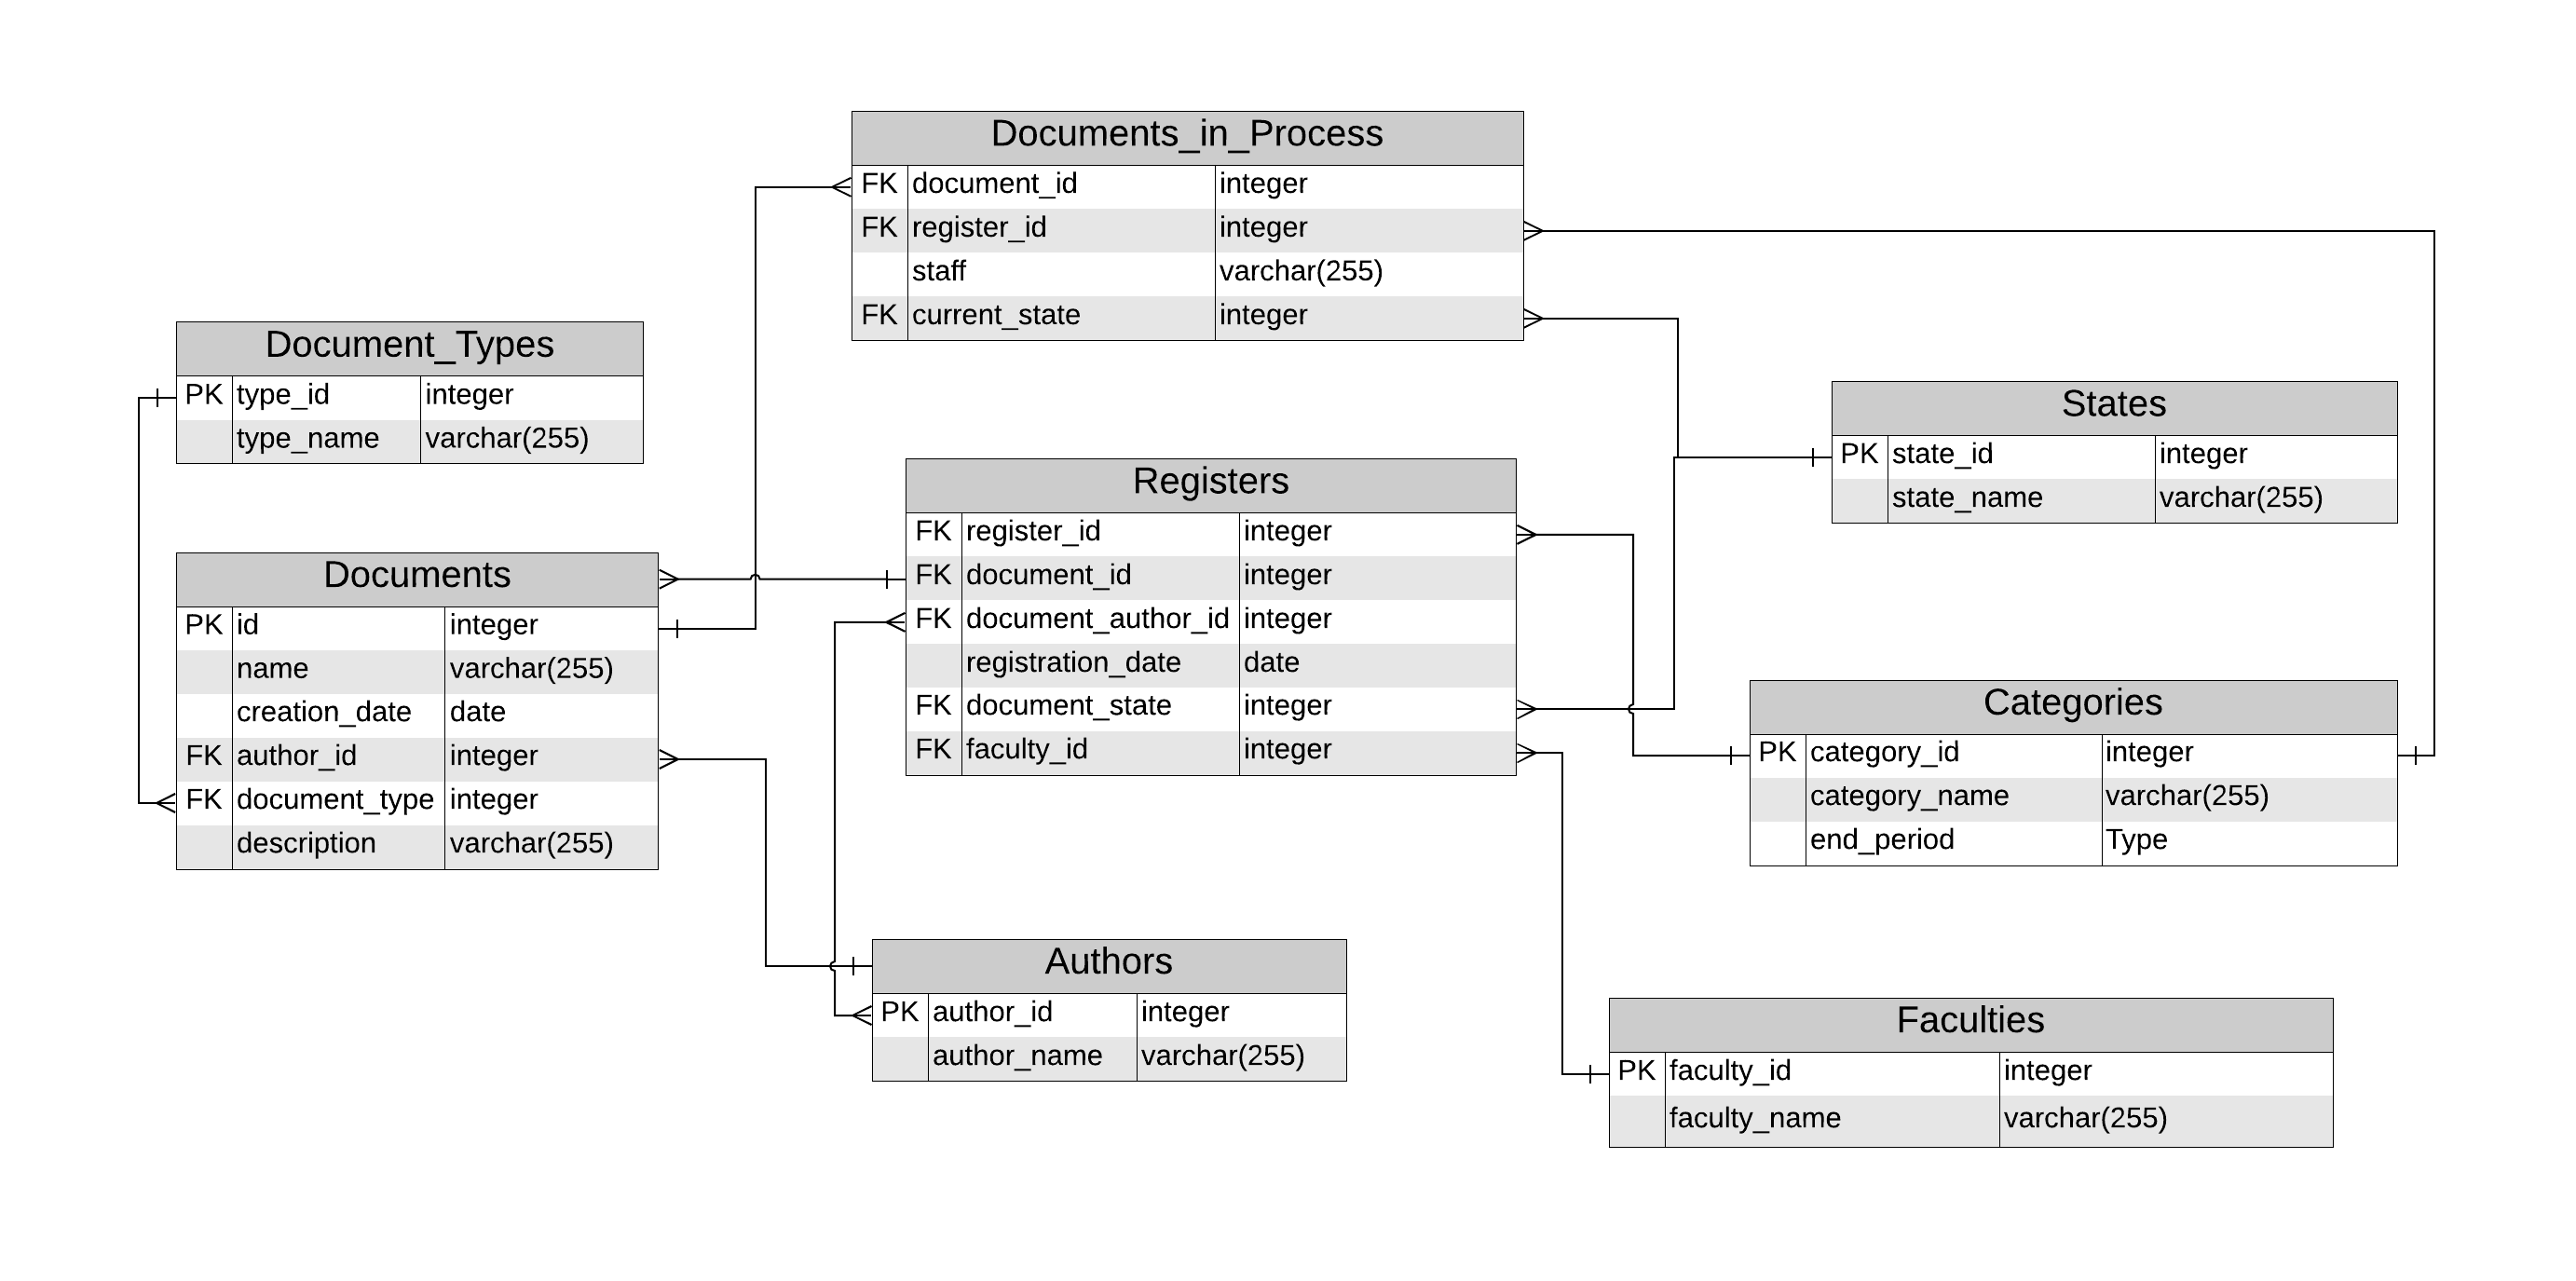 Documents_in_Process
FK document_id integer
FK register_id integer
staff varchar(255)
FK current_state integer
Document_Types
PK type_id integer
type_name varchar(255)
States
PK state_id integer
state_name varchar(255)
Registers
FK register_id integer
FK document_id integer
FK document_author_id integer
registration_date date
FK document_state integer
FK faculty_id integer
Documents
PK id integer
name varchar(255)
creation_date date
FK author_id integer
FK document_type integer
description varchar(255)
Categories
PK category_id integer
category_name varchar(255)
end_period Type
Authors
PK author_id integer
author_name varchar(255)
Faculties
PK faculty_id integer
faculty_name varchar(255)